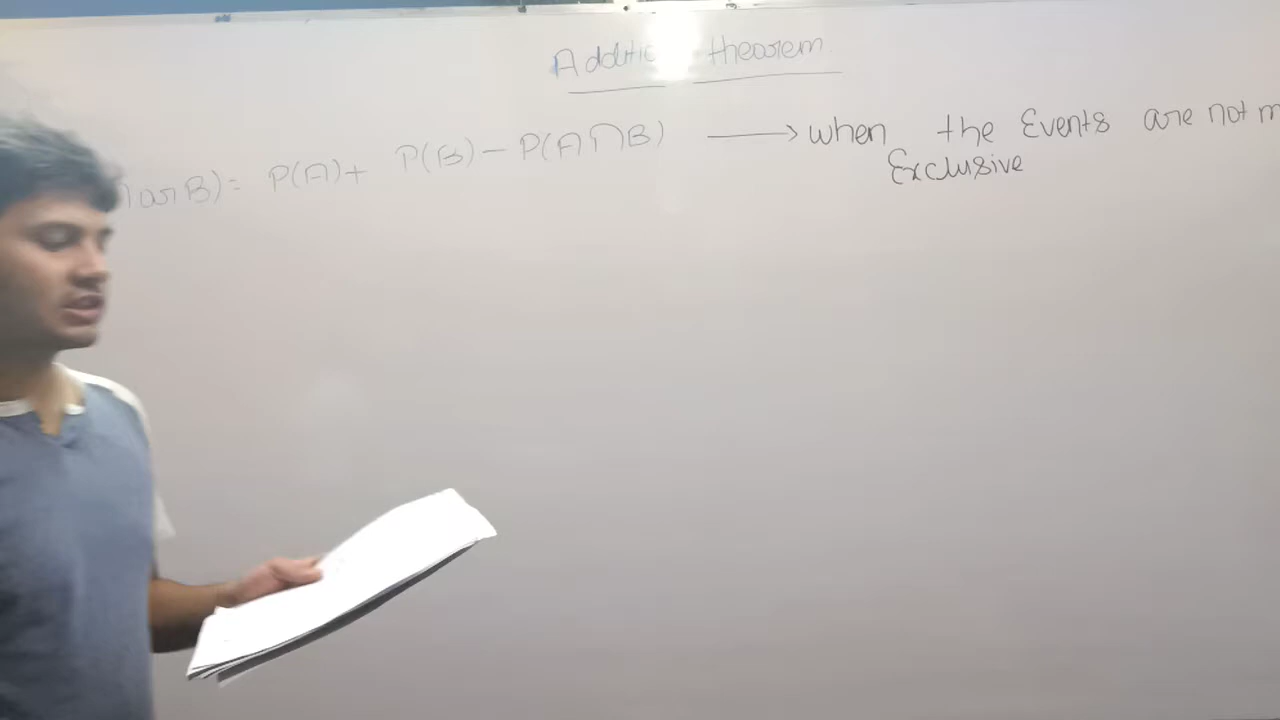 Additio theorem
or B) = P(A) + P(B) - P(A∩B) → when the Events are not m
Exclusive